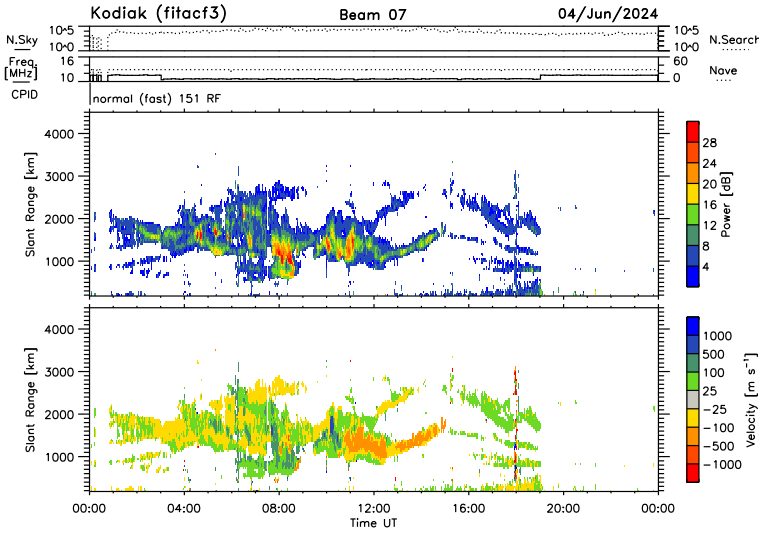 Kodiak (fitacf3) Beam 07 04/Jun/2024
N.Sky 10^5 10^0 10^5 10^0 N.Search
Freq. [MHz] 16 10 60 0 Nave
CPID normal (fast) 151 RF
Slant Range [km] 4000 3000 2000 1000
28 24 20 16 12 8 4 Power [dB]
Slant Range [km] 4000 3000 2000 1000
1000 500 100 25 -25 -100 -500 -1000 Velocity [m s⁻¹]
00:00 04:00 08:00 12:00 16:00 20:00 00:00
Time UT